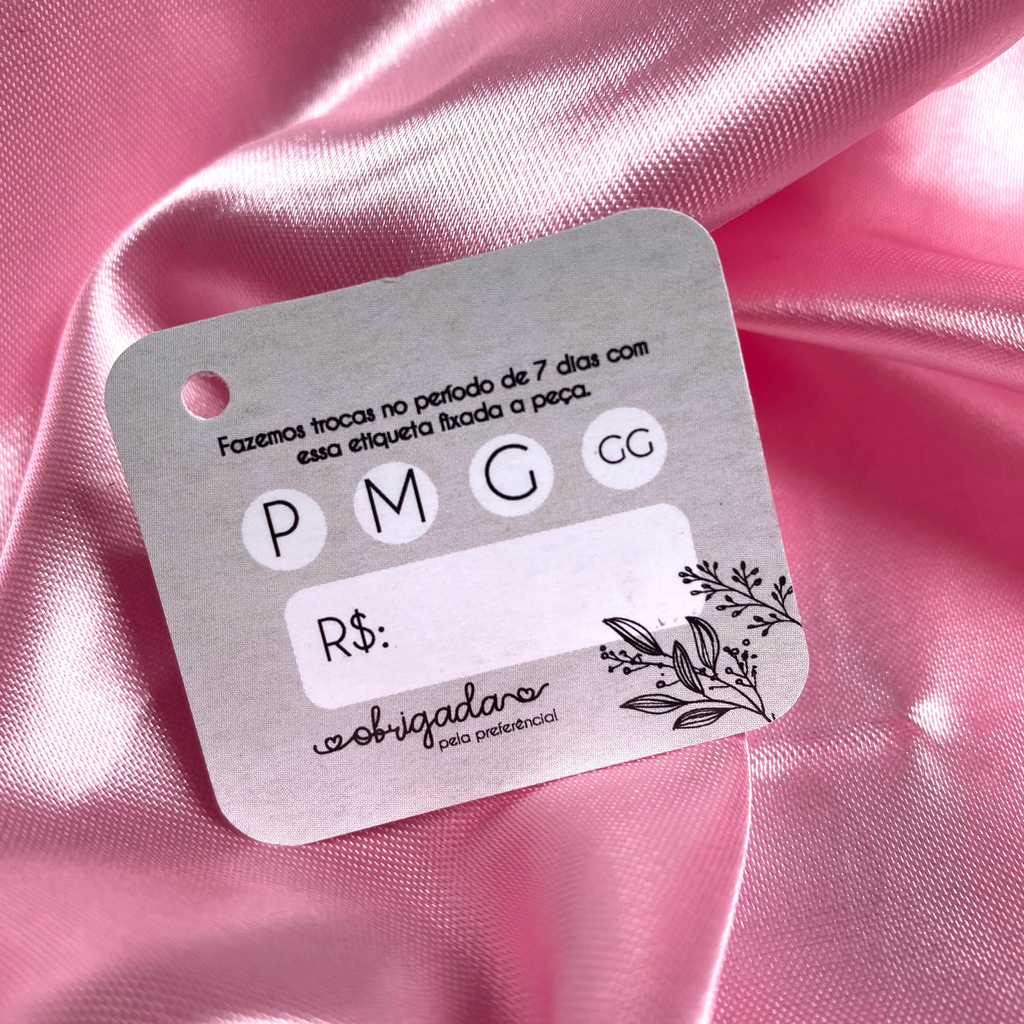 Fazemos trocas no período de 7 dias com
essa etiqueta fixada a peça.
P M G GG
R$:
obrigada
pela preferência!